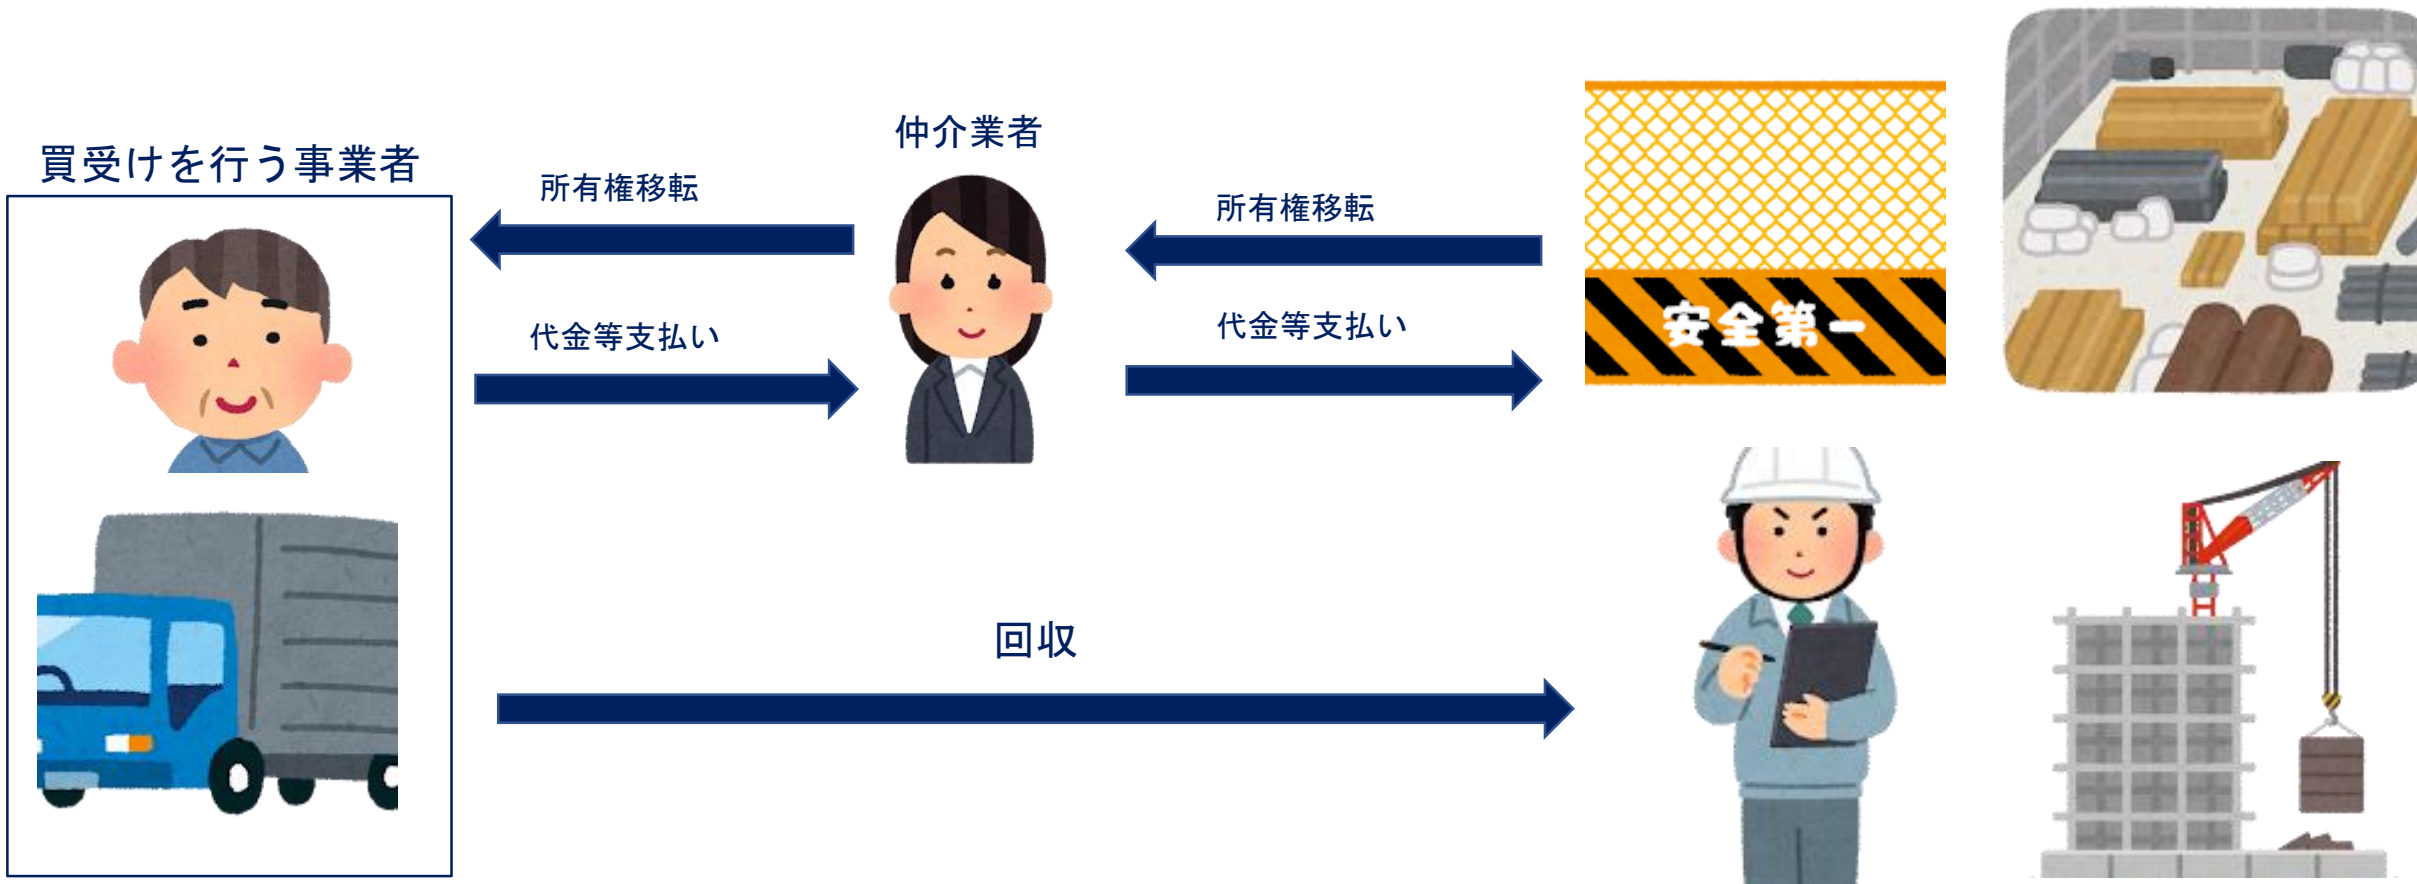 仲介業者
買受けを行う事業者
所有権移転
所有権移転
代金等支払い
代金等支払い
安全第一
回収